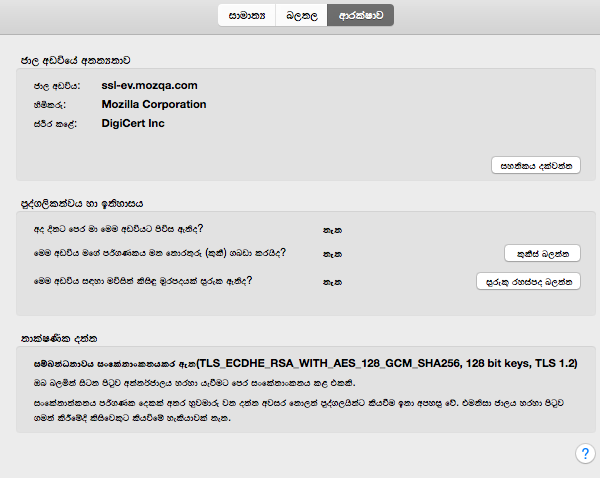 සාමාන්‍ය බලතල ආරක්ෂාව
ජාල අඩවියේ අනන්‍යතාව
ජාල අඩවිය: ssl-ev.mozqa.com
හිමිකරු: Mozilla Corporation
ස්ථිර කළේ: DigiCert Inc
සහතිකය දක්වන්න
පුද්ගලිකත්වය හා ඉතිහාසය
අද දිනට පෙර මා මෙම අඩවියට පිවිස ඇතිද? නැත
මෙම අඩවිය මගේ පරිගණකය මත තොරතුරු (කුකී) ගබඩා කරයිද? නැත කුකීස් බලන්න
මෙම අඩවිය සඳහා මවිසින් කිසිඳු මුරපදයක් සුරුක ඇතිද? නැත සුරුකු රහස්පද බලන්න
තාක්ෂණික දත්ත
සම්බන්ධතාවය සංකේතාංකනයකර ඇත(TLS_ECDHE_RSA_WITH_AES_128_GCM_SHA256, 128 bit keys, TLS 1.2)
ඔබ බලමින් සිටින පිටුව අන්තර්ජාලය හරහා යැවීමට පෙර සංකේතාංකනය කළ එකකි.
සංකේතාන්කනය පරිගණක දෙකක් අතර හුවමාරු වන දත්ත අවසර නොලත් පුද්ගලයින්ට කියවීම ඉතා අපහසු වේ. එමනිසා ජාලය හරහා පිටුව
ගමන් කිරීමේදී කිසිවෙකුට කියවීමේ හැකියාවක් නැත.
?